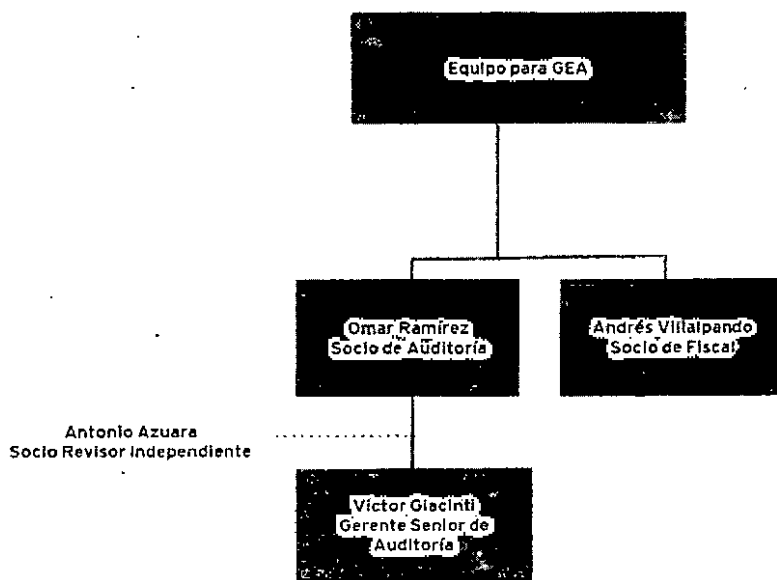 Equipo para GEA
Omar Ramírez
Socio de Auditoría
Andrés Villalpando
Socio de Fiscal
Antonio Azuara
Socio Revisor Independiente
Víctor Giacinti
Gerente Senior de
Auditoría